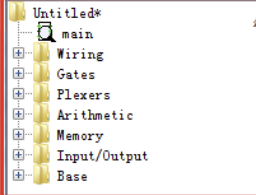 Untitled*
main
Wiring
Gates
Plexers
Arithmetic
Memory
Input/Output
Base